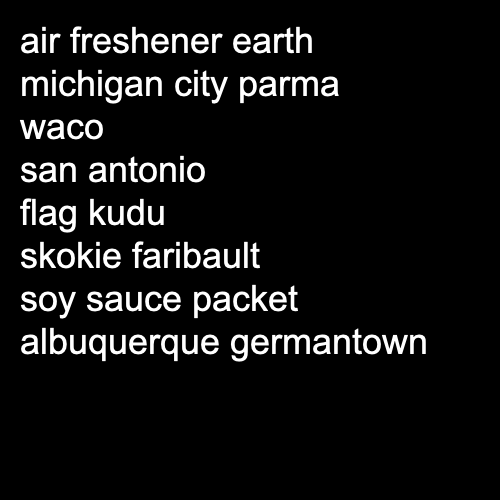 air freshener earth
michigan city parma
waco
san antonio
flag kudu
skokie faribault
soy sauce packet
albuquerque germantown